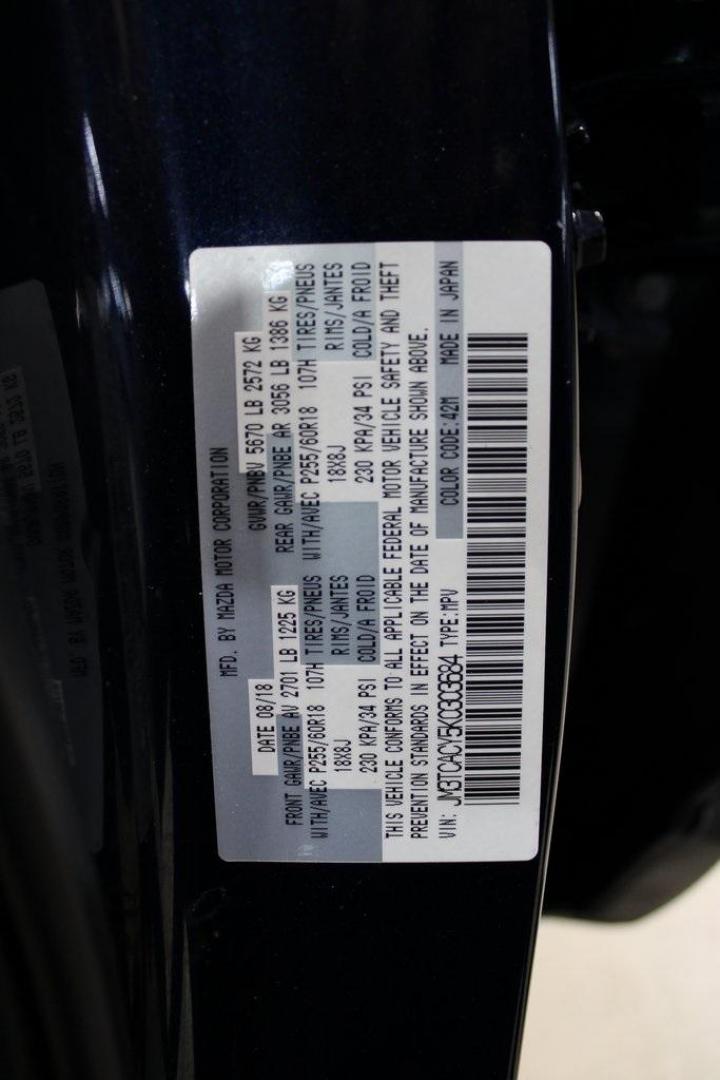 MFD. BY MAZDA MOTOR CORPORATION
DATE 08/18 GVWR/PNBV 5670 LB 2572 KG
FRONT GAWR/PNBE AV 2701 LB 1225 KG REAR GAWR/PNBE AR 3056 LB 1386 KG
WITH/AVEC P255/60R18 107H TIRES/PNEUS WITH/AVEC P255/60R18 107H TIRES/PNEUS
18X8J RIMS/JANTES 18X8J RIMS/JANTES
230 KPA/34 PSI COLD/A FROID 230 KPA/34 PSI COLD/A FROID
THIS VEHICLE CONFORMS TO ALL APPLICABLE FEDERAL MOTOR VEHICLE SAFETY AND THEFT
PREVENTION STANDARDS IN EFFECT ON THE DATE OF MANUFACTURE SHOWN ABOVE.
VIN: JM3TCACY5K0303684 TYPE:MPV COLOR CODE:42M MADE IN JAPAN